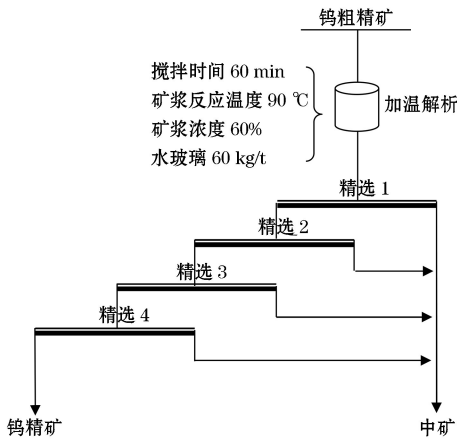 钨粗精矿
搅拌时间 60 min
矿浆反应温度 90 ℃
矿浆浓度 60%
水玻璃 60 kg/t
加温解析
精选 1
精选 2
精选 3
精选 4
钨精矿
中矿